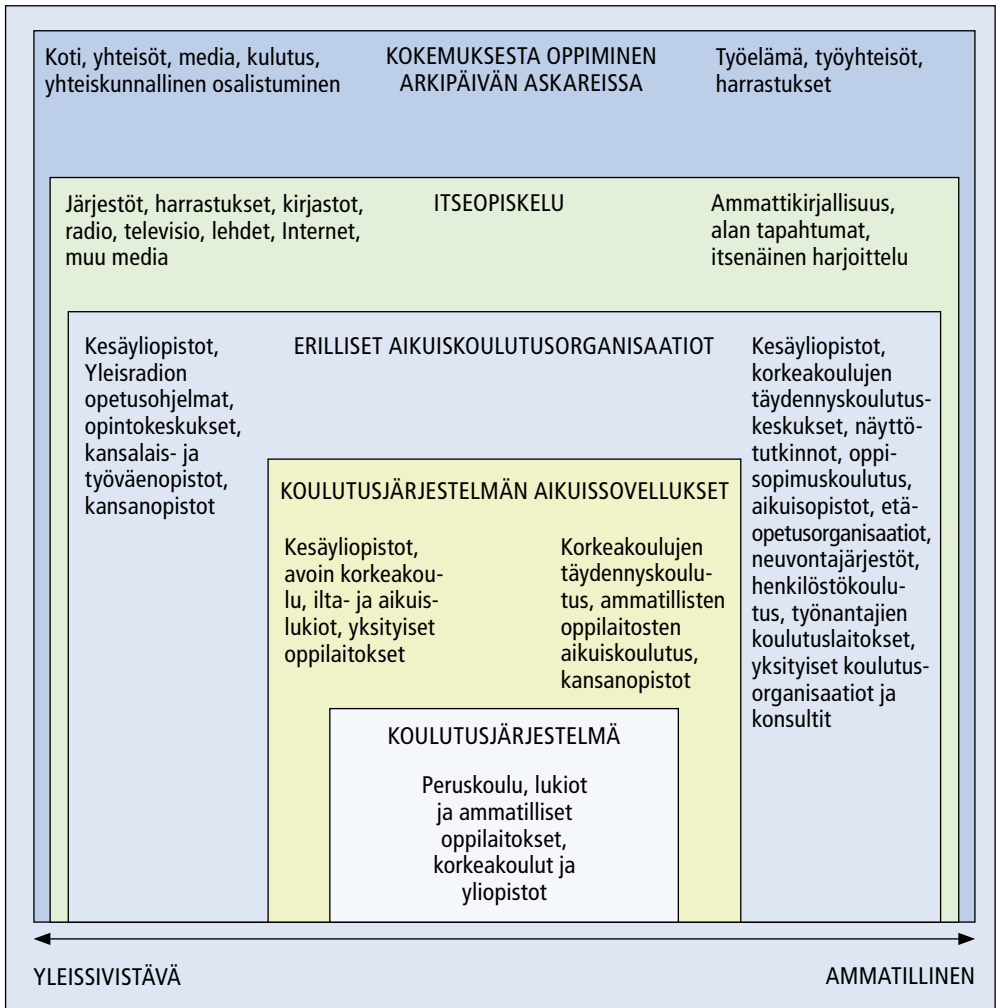 Koti, yhteisöt, media, kulutus,
yhteiskunnallinen osalistuminen
KOKEMUKSESTA OPPIMINEN
ARKIPÄIVÄN ASKAREISSA
Työelämä, työyhteisöt,
harrastukset
Järjestöt, harrastukset, kirjastot,
radio, televisio, lehdet, Internet,
muu media
ITSEOPISKELU
Ammattikirjallisuus,
alan tapahtumat,
itsenäinen harjoittelu
Kesäyliopistot,
Yleisradion
opetusohjelmat,
opintokeskukset,
kansalais- ja
työväenopistot,
kansanopistot
ERILLISET AIKUISKOULUTUSORGANISAATIOT
Kesäyliopistot,
korkeakoulujen
täydennyskoulutus-
keskukset, näyttö-
tutkinnot, oppi-
sopimuskoulutus,
aikuisopistot, etä-
opetusorganisaatiot,
neuvontajärjestöt,
henkilöstökoulu-
tus, työnantajien
koulutuslaitokset,
yksityiset koulutus-
organisaatiot ja
konsultit
KOULUTUSJÄRJESTELMÄN AIKUISSOVELLUKSET
Kesäyliopistot,
avoin korkeakou-
lu, ilta- ja aikuis-
lukiot, yksityiset
oppilaitokset
Korkeakoulujen
täydennyskoulu-
tus, ammatillisten
oppilaitosten
aikuiskoulutus,
kansanopistot
KOULUTUSJÄRJESTELMÄ
Peruskoulu, lukiot
ja ammatilliset
oppilaitokset,
korkeakoulut ja
yliopistot
YLEISSIVISTÄVÄ
AMMATILLINEN